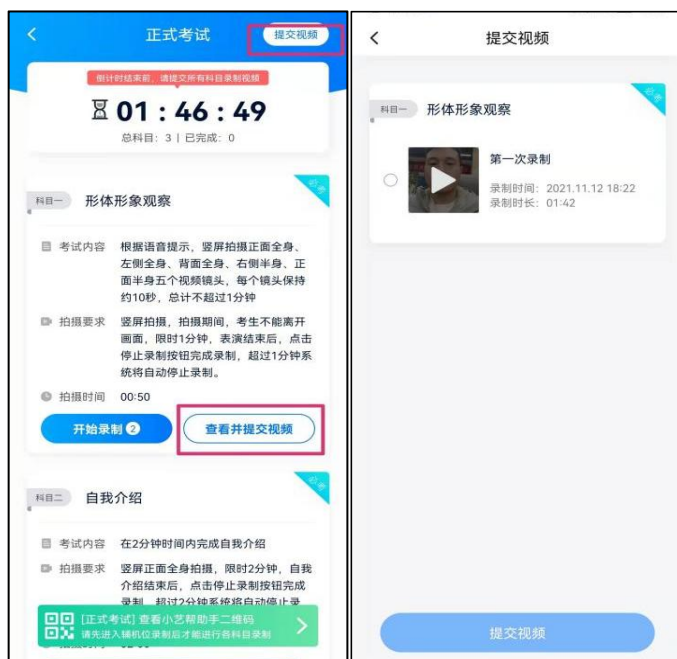 正式考试
提交视频
倒计时结束前，请提交所有科目录制视频
01：46：49
总科目：3 | 已完成：0
必考
科目一 形体形象观察
考试内容 根据语音提示，竖屏拍摄正面全身、
左侧全身、背面全身、右侧半身、正
面半身五个视频镜头，每个镜头保持
约10秒，总计不超过1分钟
拍摄要求 竖屏拍摄，拍摄期间，考生不能离开
画面，限时1分钟，表演结束后，点击
停止录制按钮完成录制，超过1分钟系
统将自动停止录制。
拍摄时间 00:50
开始录制 2
查看并提交视频
必考
科目二 自我介绍
考试内容 在2分钟时间内完成自我介绍
拍摄要求 竖屏正面全身拍摄，限时2分钟，自我
介绍结束后，点击停止录制按钮完成
录制，超过2分钟系统将自动停止录
[正式考试] 查看小艺帮助手二维码
请先进入辅机位录制后才能进行各科目录制
提交视频
必考
科目一 形体形象观察
第一次录制
录制时间：2021.11.12 18:22
录制时长：01:42
提交视频